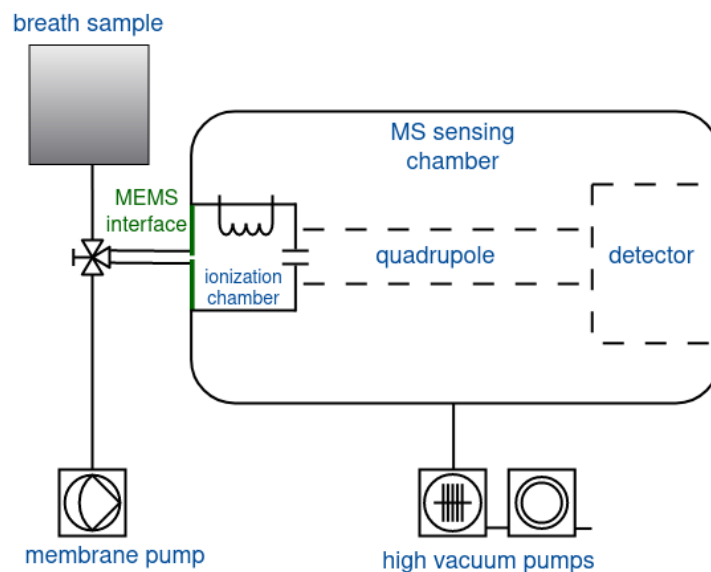 breath sample
MS sensing
chamber
MEMS
interface
ionization
chamber
quadrupole
detector
membrane pump
high vacuum pumps